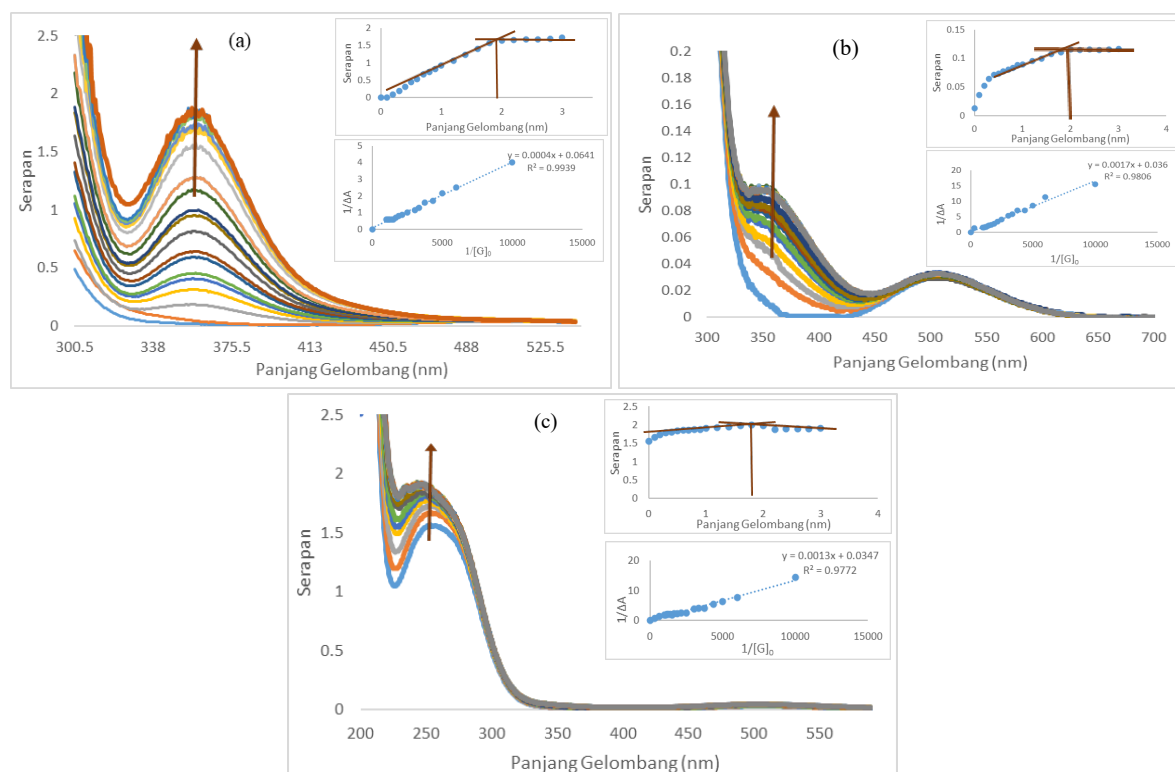 (a)
Serapan
2.5
2
1.5
1
0.5
0
300.5 338 375.5 413 450.5 488 525.5
Panjang Gelombang (nm)
Serapan
2
1.5
1
0.5
0
0 1 2 3
Panjang Gelombang (nm)
1/ΔA
5
4
3
2
1
0
y = 0.0004x + 0.0641
R² = 0.9939
0 5000 10000 15000
1/[G]₀
(b)
Serapan
0.2
0.18
0.16
0.14
0.12
0.1
0.08
0.06
0.04
0.02
0
300 350 400 450 500 550 600 650 700
Panjang Gelombang (nm)
Serapan
0.15
0.1
0.05
0
0 1 2 3 4
Panjang Gelombang (nm)
1/ΔA
20
15
10
5
0
y = 0.0017x + 0.036
R² = 0.9806
0 5000 10000 15000
1/[G]₀
(c)
Serapan
2.5
2
1.5
1
0.5
0
200 250 300 350 400 450 500 550
Panjang Gelombang (nm)
Serapan
2.5
2
1.5
1
0.5
0
0 1 2 3 4
Panjang Gelombang (nm)
1/ΔA
20
10
0
y = 0.0013x + 0.0347
R² = 0.9772
0 5000 10000 15000
1/[G]₀